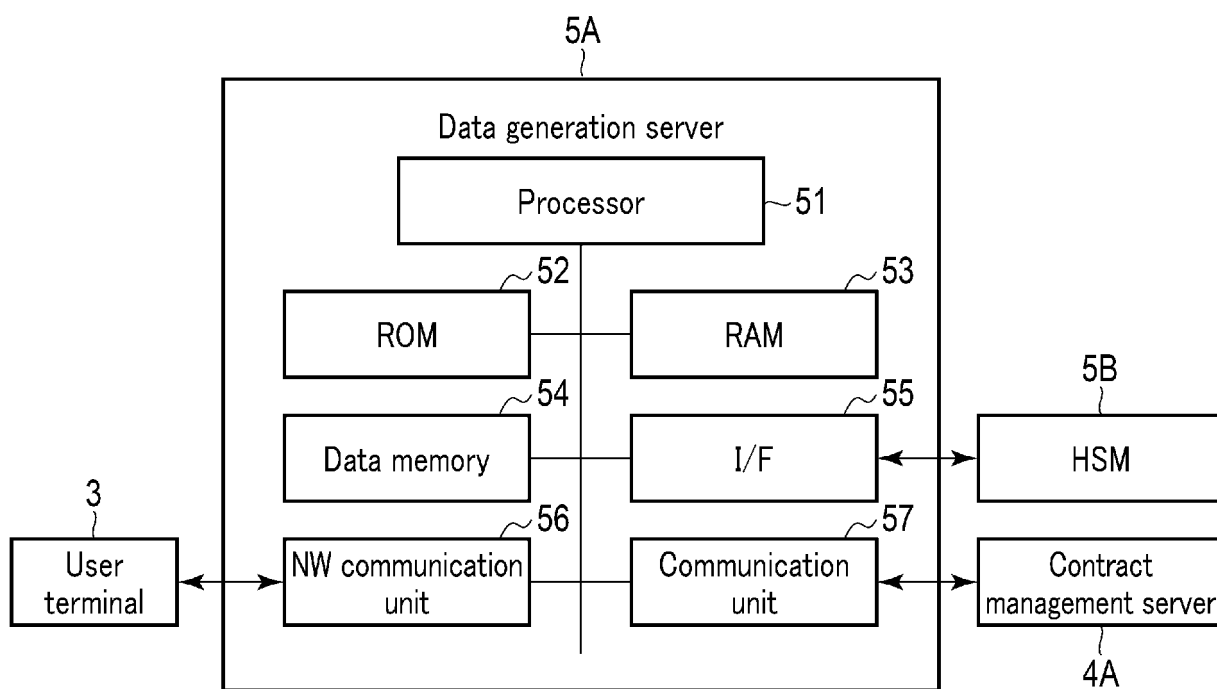 5A
Data generation server
Processor
51
52
53
ROM
RAM
5B
54
55
Data memory
I/F
HSM
3
56
57
User
terminal
NW communication
unit
Communication
unit
Contract
management server
4A